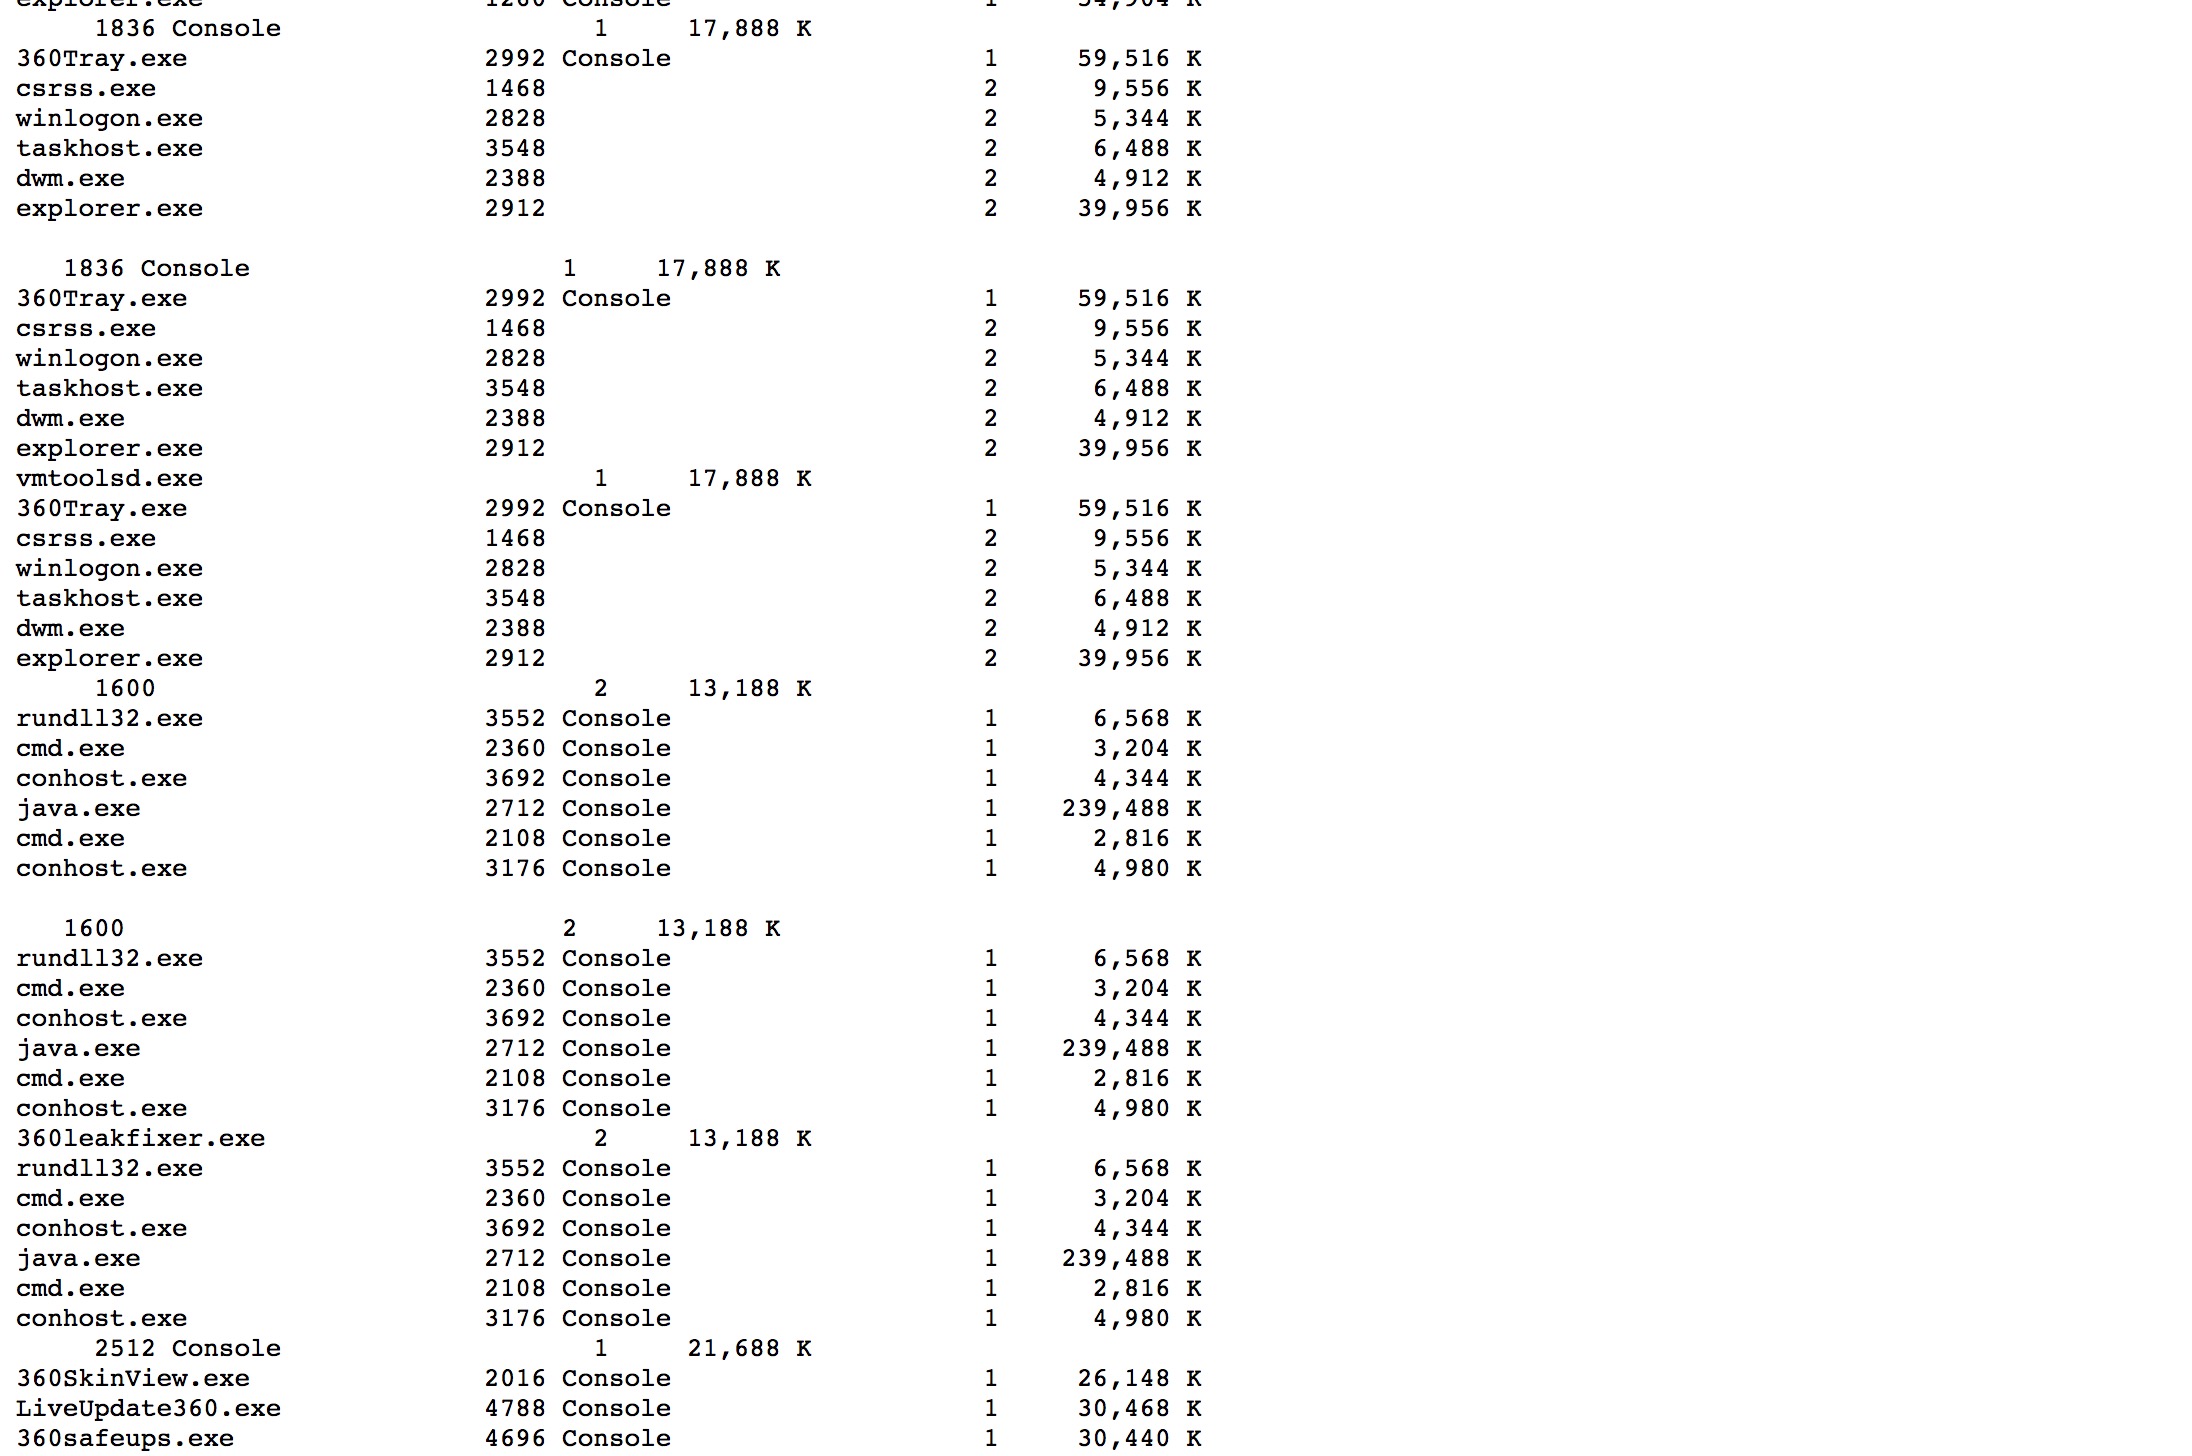 explorer.exe 1260 Console 1 54,904 K
1836 Console 1 17,888 K
360Tray.exe 2992 Console 1 59,516 K
csrss.exe 1468 2 9,556 K
winlogon.exe 2828 2 5,344 K
taskhost.exe 3548 2 6,488 K
dwm.exe 2388 2 4,912 K
explorer.exe 2912 2 39,956 K
1836 Console 1 17,888 K
360Tray.exe 2992 Console 1 59,516 K
csrss.exe 1468 2 9,556 K
winlogon.exe 2828 2 5,344 K
taskhost.exe 3548 2 6,488 K
dwm.exe 2388 2 4,912 K
explorer.exe 2912 2 39,956 K
vmtoolsd.exe 1 17,888 K
360Tray.exe 2992 Console 1 59,516 K
csrss.exe 1468 2 9,556 K
winlogon.exe 2828 2 5,344 K
taskhost.exe 3548 2 6,488 K
dwm.exe 2388 2 4,912 K
explorer.exe 2912 2 39,956 K
1600 2 13,188 K
rundll32.exe 3552 Console 1 6,568 K
cmd.exe 2360 Console 1 3,204 K
conhost.exe 3692 Console 1 4,344 K
java.exe 2712 Console 1 239,488 K
cmd.exe 2108 Console 1 2,816 K
conhost.exe 3176 Console 1 4,980 K
1600 2 13,188 K
rundll32.exe 3552 Console 1 6,568 K
cmd.exe 2360 Console 1 3,204 K
conhost.exe 3692 Console 1 4,344 K
java.exe 2712 Console 1 239,488 K
cmd.exe 2108 Console 1 2,816 K
conhost.exe 3176 Console 1 4,980 K
360leakfixer.exe 2 13,188 K
rundll32.exe 3552 Console 1 6,568 K
cmd.exe 2360 Console 1 3,204 K
conhost.exe 3692 Console 1 4,344 K
java.exe 2712 Console 1 239,488 K
cmd.exe 2108 Console 1 2,816 K
conhost.exe 3176 Console 1 4,980 K
2512 Console 1 21,688 K
360SkinView.exe 2016 Console 1 26,148 K
LiveUpdate360.exe 4788 Console 1 30,468 K
360safeups.exe 4696 Console 1 30,440 K